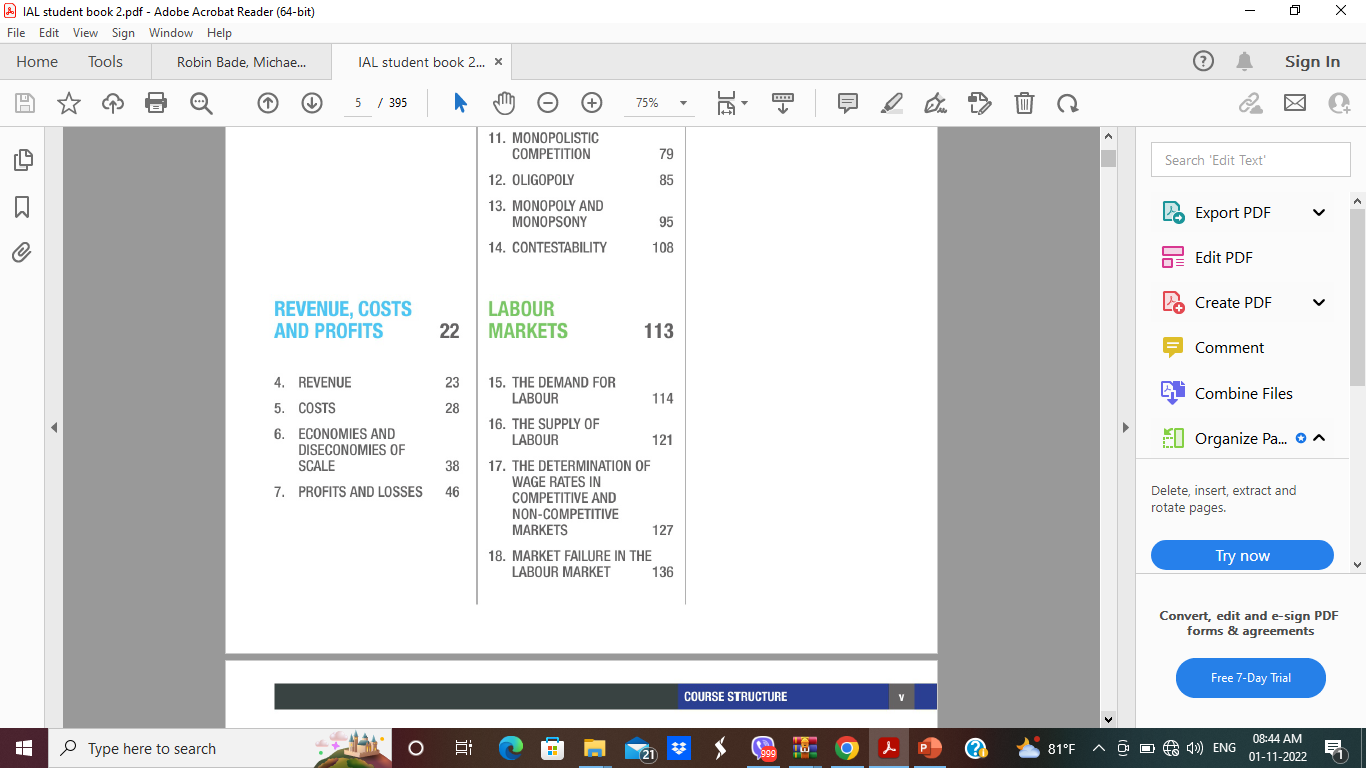 IAL student book 2.pdf - Adobe Acrobat Reader (64-bit)
File Edit View Sign Window Help
Home Tools Robin Bade, Michae... IAL student book 2... ×
Sign In
5 / 395
75%
11. MONOPOLISTIC
COMPETITION 79
12. OLIGOPOLY 85
13. MONOPOLY AND
MONOPSONY 95
14. CONTESTABILITY 108
REVENUE, COSTS
AND PROFITS 22
4. REVENUE 23
5. COSTS 28
6. ECONOMIES AND
DISECONOMIES OF
SCALE 38
7. PROFITS AND LOSSES 46
LABOUR
MARKETS 113
15. THE DEMAND FOR
LABOUR 114
16. THE SUPPLY OF
LABOUR 121
17. THE DETERMINATION OF
WAGE RATES IN
COMPETITIVE AND
NON-COMPETITIVE
MARKETS 127
18. MARKET FAILURE IN THE
LABOUR MARKET 136
COURSE STRUCTURE v
Search 'Edit Text'
Export PDF
Edit PDF
Create PDF
Comment
Combine Files
Organize Pa...
Delete, insert, extract and
rotate pages.
Try now
Convert, edit and e-sign PDF
forms & agreements
Free 7-Day Trial
Type here to search
21
999
81°F
ENG
08:44 AM
01-11-2022
1